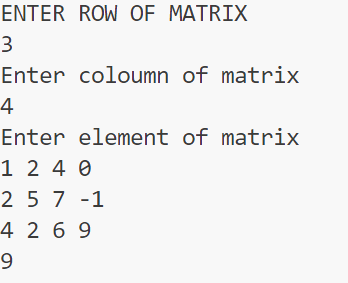 ENTER ROW OF MATRIX
3
Enter coloumn of matrix
4
Enter element of matrix
1 2 4 0
2 5 7 -1
4 2 6 9
9